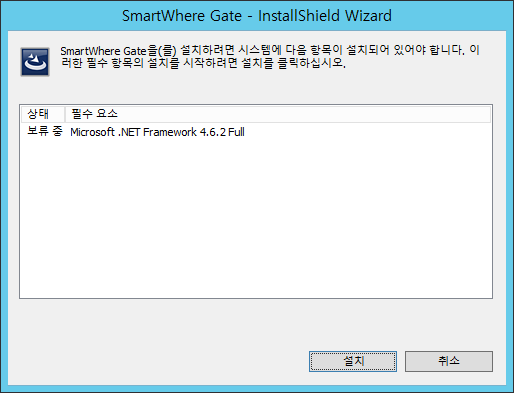 SmartWhere Gate - InstallShield Wizard
SmartWhere Gate을(를) 설치하려면 시스템에 다음 항목이 설치되어 있어야 합니다. 이
러한 필수 항목의 설치를 시작하려면 설치를 클릭하십시오.
상태 필수 요소
보류 중 Microsoft .NET Framework 4.6.2 Full
설치 취소